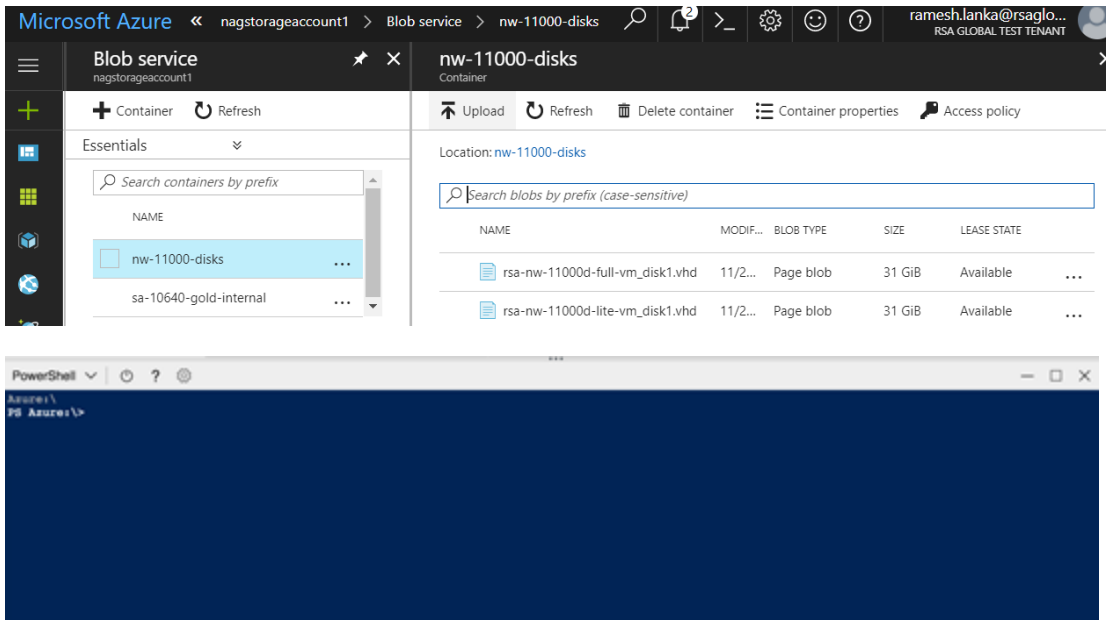 Microsoft Azure « nagstorageaccount1 > Blob service > nw-11000-disks 2 >_ ramesh.lanka@rsaglo...
RSA GLOBAL TEST TENANT
Blob service
nagstorageaccount1
+ Container Refresh
Essentials
Search containers by prefix
NAME
nw-11000-disks ...
sa-10640-gold-internal ...
nw-11000-disks
Container
Upload Refresh Delete container Container properties Access policy
Location: nw-11000-disks
Search blobs by prefix (case-sensitive)
NAME MODIF... BLOB TYPE SIZE LEASE STATE
rsa-nw-11000d-full-vm_disk1.vhd 11/2... Page blob 31 GiB Available ...
rsa-nw-11000d-lite-vm_disk1.vhd 11/2... Page blob 31 GiB Available ...
PowerShell ?
Azure:\
PS Azure:\>